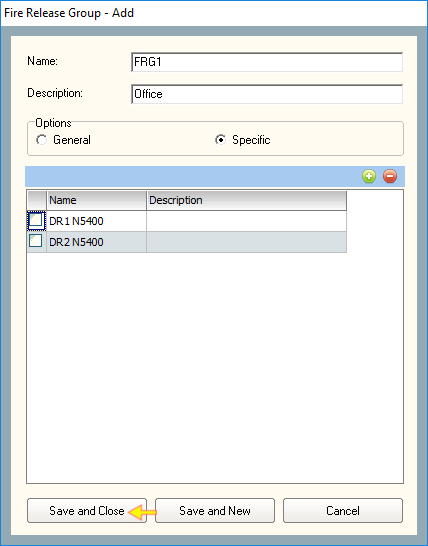 Fire Release Group - Add
Name: FRG1
Description: Office
Options
General Specific
Name Description
DR1 N5400
DR2 N5400
Save and Close Save and New Cancel